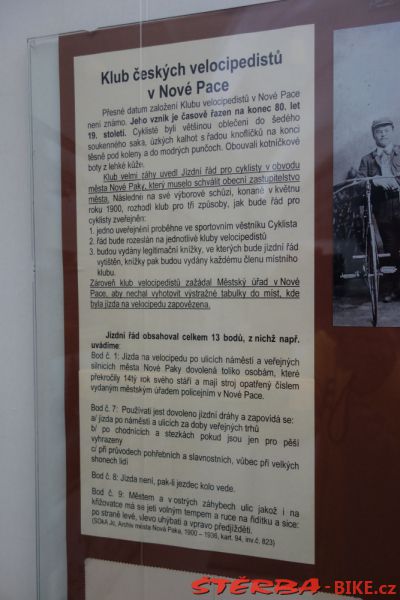 Klub českých velocipedistů
v Nové Pace
Přesné datum založení Klubu velocipedistů v Nové Pace
není známo. Jeho vznik je časově řazen na konec 80. let
19. století. Cyklisté byli většinou oblečeni do šedého
soukenného saka, úzkých kalhot s řadou knoflíčků na konci
těsně pod koleny a do modrých punčoch. Obouvali kotníčkové
boty z lehké kůže.
Klub velmi záhy uvedl Jízdní řád pro cyklisty v obvodu
města Nové Paky, který muselo schválit obecní zastupitelstvo
města. Následně na své výborové schůzi, konané v květnu
roku 1900, rozhodl klub pro tři způsoby, jak bude řád pro
cyklisty zveřejněn:
1. jedno uveřejnění proběhne ve sportovním věstníku Cyklista
2. řád bude rozeslán na jednotlivé kluby velocipedistů
3. budou vydány legitimační knížky, ve kterých bude jízdní řád
vytištěn, knížky pak budou vydány každému členu místního
klubu.
Zároveň klub velocipedistů zažádal Městský úřad v Nové
Pace, aby nechal vyhotovit výstražné tabulky do míst, kde
byla jízda na velocipedu zapovězena.
Jízdní řád obsahoval celkem 13 bodů, z nichž např.
uvádíme:
Bod č. 1: Jízda na velocipedu po ulicích náměstí a veřejných
silnicích města Nové Paky dovolená toliko osobám, které
překročily 14tý rok svého stáří a mají stroj opatřený číslem
vydaným městským úřadem policejním v Nové Pace.
Bod č. 7: Používati jest dovoleno jízdní dráhy a zapovídá se:
a/ jízda po náměstí a ulicích za doby veřejných trhů
b/ po chodnících a stezkách pokud jsou jen pro pěší
vyhrazeny
c/ při průvodech pohřebních a slavnostních, vůbec při velkých
shonech lidí
Bod č. 8: Jízda není, pak-li jezdec kolo vede.
Bod č. 9: Městem a v ostrých záhybech ulic jakož i na
křižovatce má se jeti volným tempem a ruce na řídítku a sice:
po straně levé, vlevo uhýbati a vpravo předjížděti.
(SOkA Jc, Archiv města Nová Paka, 1900 – 1936, kart. 94, inv.č. 823)
ŠTĚRBA-BIKE.cz